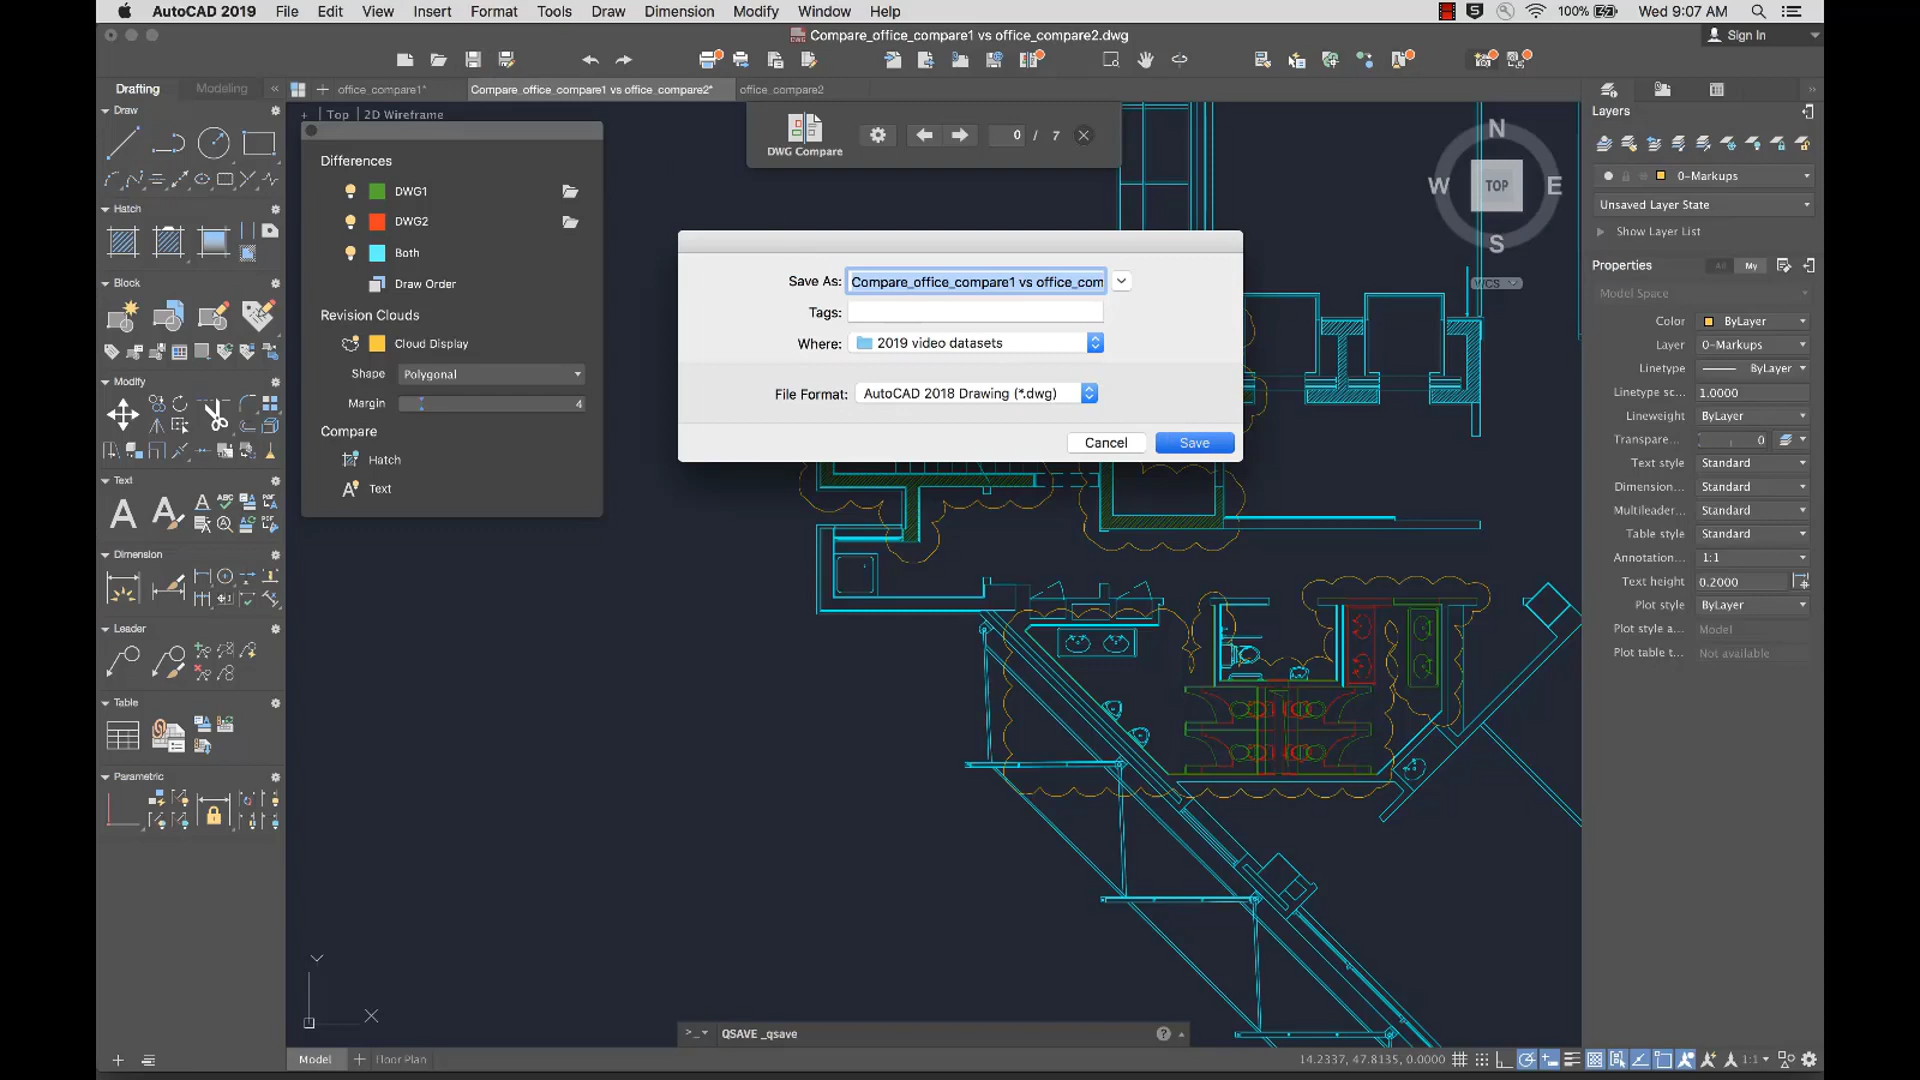 AutoCAD 2019 File Edit View Insert Format Tools Draw Dimension Modify Window Help 100% Wed 9:07 AM
Compare_office_compare1 vs office_compare2.dwg
Sign In
Drafting Modeling
office_compare1* Compare_office_compare1 vs office_compare2* office_compare2
Top 2D Wireframe
Draw
Hatch
Block
Modify
Text
Dimension
Leader
Table
Parametric
Differences
DWG1
DWG2
Both
Draw Order
Revision Clouds
Cloud Display
Shape Polygonal
Margin 4
Compare
Hatch
Text
DWG Compare
0 / 7
Save As: Compare_office_compare1 vs office_com
Tags:
Where: 2019 video datasets
File Format: AutoCAD 2018 Drawing (*.dwg)
Cancel Save
N
W TOP E
S
WCS
Layers
0-Markups
Unsaved Layer State
Show Layer List
Properties All My
Model Space
Color ByLayer
Layer 0-Markups
Linetype ByLayer
Linetype sc... 1.0000
Lineweight ByLayer
Transpare... 0
Text style Standard
Dimension... Standard
Multileader... Standard
Table style Standard
Annotation... 1:1
Text height 0.2000
Plot style ByLayer
Plot style a... Model
Plot table t... Not available
>_ QSAVE _qsave
Model Floor Plan
14.2337, 47.8135, 0.0000 1:1